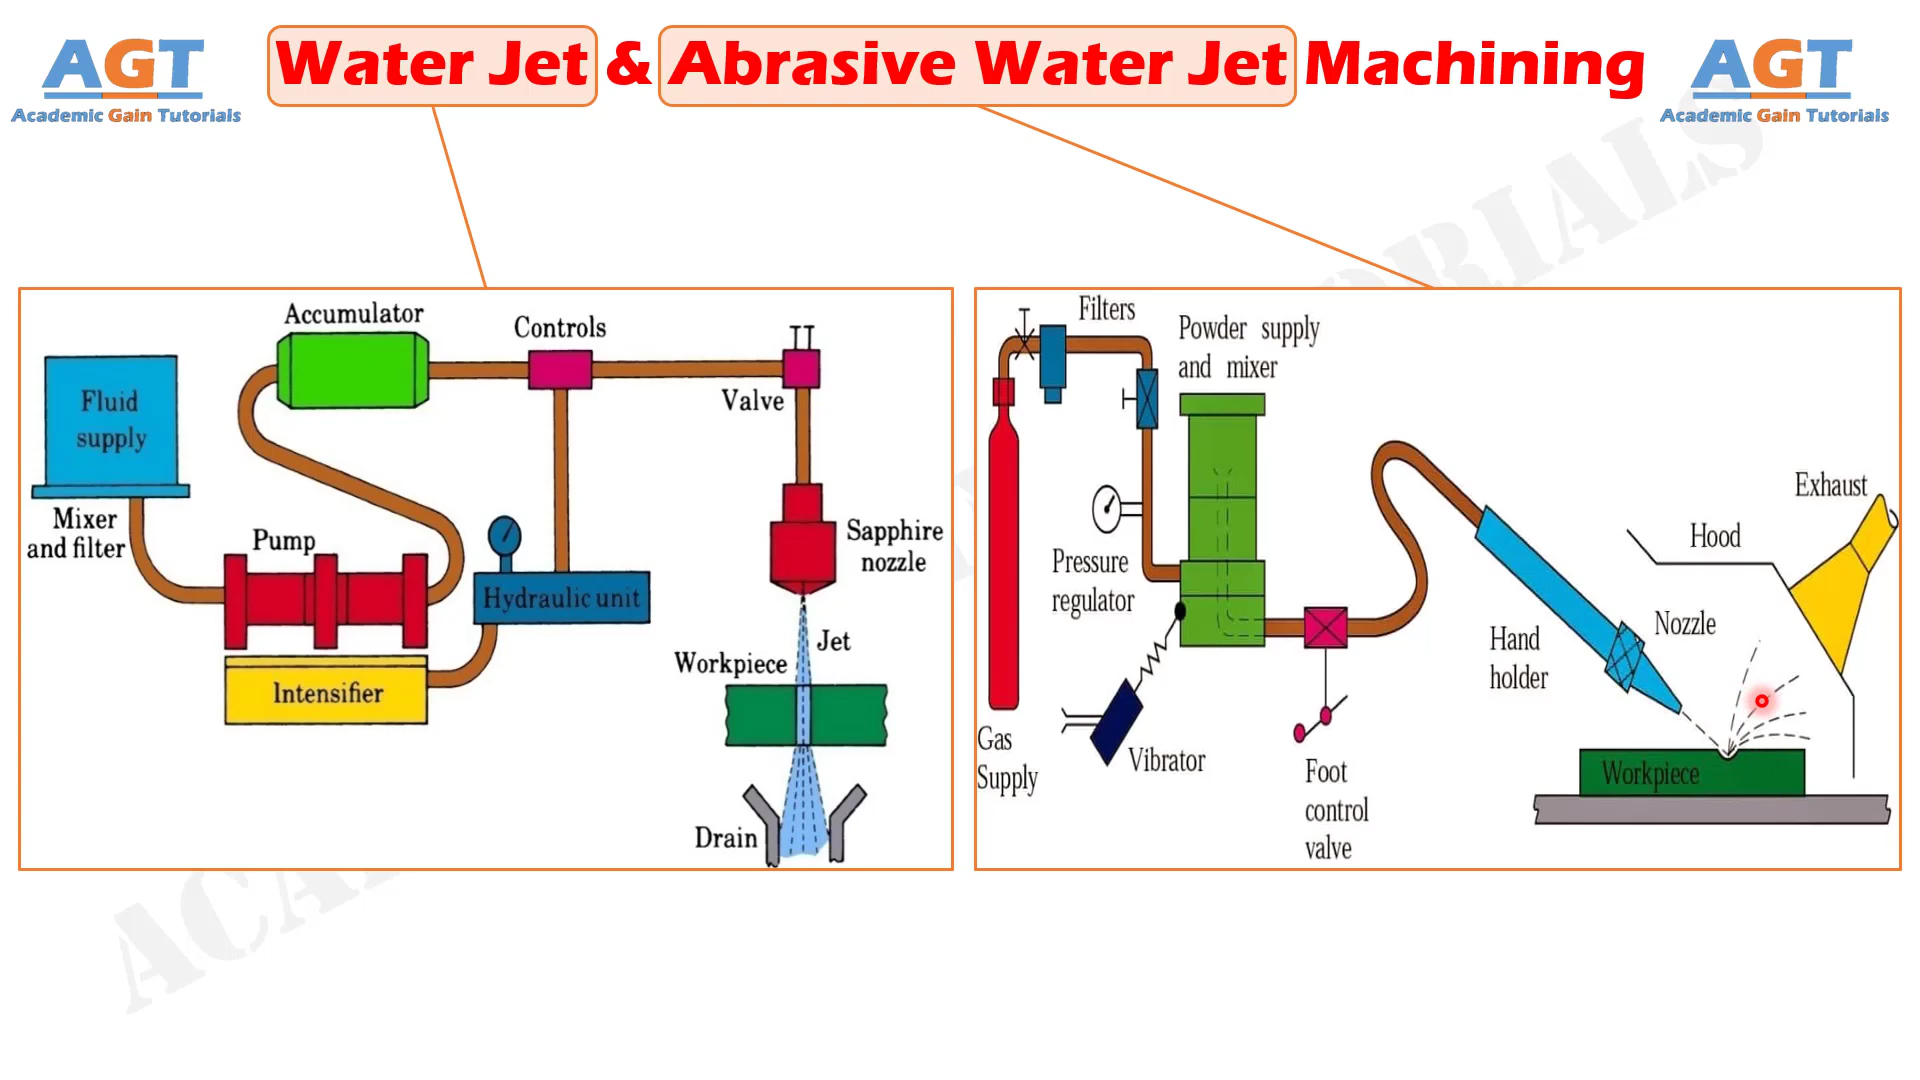 AGT
Academic Gain Tutorials
Water Jet & Abrasive Water Jet Machining
AGT
Academic Gain Tutorials
Accumulator
Controls
Fluid
supply
Valve
Mixer
and filter
Pump
Sapphire
nozzle
Hydraulic unit
Jet
Workpiece
Intensifier
Drain
Filters
Powder supply
and mixer
Exhaust
Hood
Pressure
regulator
Nozzle
Hand
holder
Gas
Supply
Vibrator
Foot
control
valve
Workpiece